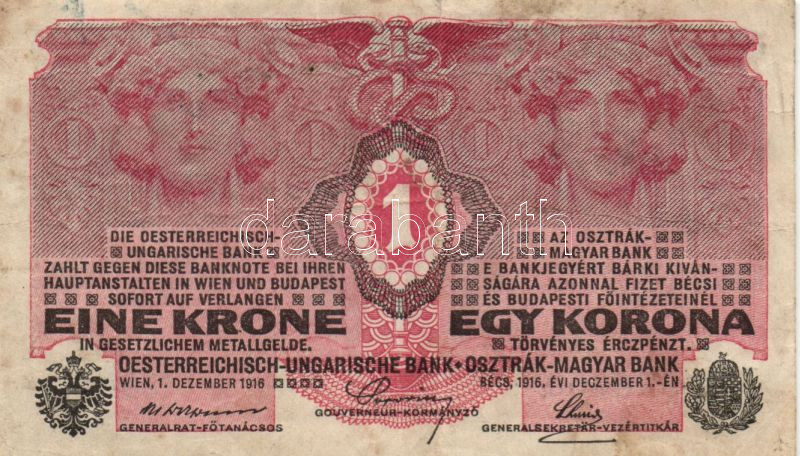 1
1
1
DIE OESTERREICHISCH-
UNGARISCHE BANK
ZAHLT GEGEN DIESE BANKNOTE BEI IHREN
HAUPTANSTALTEN IN WIEN UND BUDAPEST
SOFORT AUF VERLANGEN
EINE KRONE
IN GESETZLICHEM METALLGELDE.
AZ OSZTRÁK-
MAGYAR BANK
E BANKJEGYÉRT BÁRKI KIVÁN-
SÁGÁRA AZONNAL FIZET BÉCSI
ÉS BUDAPESTI FŐINTÉZETEINÉL
EGY KORONA
TÖRVÉNYES ÉRCZPÉNZT.
darabanth
OESTERREICHISCH-UNGARISCHE BANK•OSZTRÁK-MAGYAR BANK
WIEN, 1. DEZEMBER 1916
BÉCS, 1916. ÉVI DECZEMBER 1.-ÉN
GOUVERNEUR-KORMÁNYZÓ
GENERALRAT-FŐTANÁCSOS
GENERALSEKRETÄR-VEZÉRTITKÁR